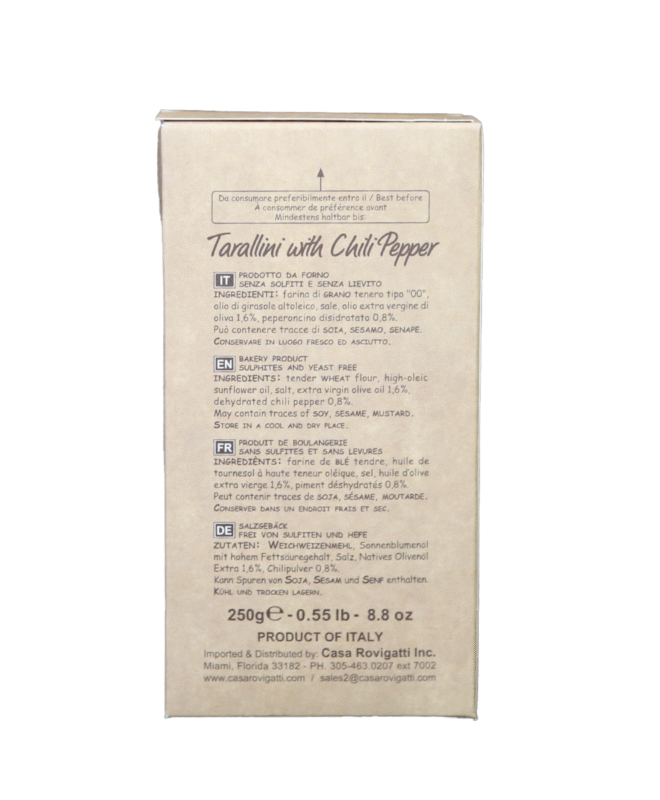 Da consumare preferibilmente entro il / Best before
A consommer de préférence avant
Mindestens haltbar bis:
Tarallini with Chili Pepper
IT PRODOTTO DA FORNO
SENZA SOLFITI E SENZA LIEVITO
INGREDIENTI: farina di GRANO tenero tipo "00",
olio di girasole altoleico, sale, olio extra vergine di
oliva 1,6%, peperoncino disidratato 0,8%.
Può contenere tracce di SOIA, SESAMO, SENAPE.
CONSERVARE IN LUOGO FRESCO ED ASCIUTTO.
EN BAKERY PRODUCT
SULPHITES AND YEAST FREE
INGREDIENTS: tender WHEAT flour, high-oleic
sunflower oil, salt, extra virgin olive oil 1,6%,
dehydrated chili pepper 0,8%.
May contain traces of SOY, SESAME, MUSTARD.
STORE IN A COOL AND DRY PLACE.
FR PRODUIT DE BOULANGERIE
SANS SULFITES ET SANS LEVURES
INGREDIÉNTS: farine de BLÉ tendre, huile de
tournesol à haute teneur oléique, sel, huile d'olive
extra vierge 1,6%, piment déshydratés 0,8%.
Peut contenir traces de SOJA, SÉSAME, MOUTARDE.
CONSERVER DANS UN ENDROIT FRAIS ET SEC.
DE SALZGEBÄCK
FREI VON SULFITEN UND HEFE
ZUTATEN: WEICHWEIZENMEHL, Sonnenblumenöl
mit hohem Fettsäuregehalt, Salz, Natives Olivenöl
Extra 1,6%, Chilipulver 0,8%.
Kann Spuren von SOJA, SESAM und SENF enthalten.
KÜHL UND TROCKEN LAGERN.
250g℮ - 0.55 lb - 8.8 oz
PRODUCT OF ITALY
Imported & Distributed by: Casa Rovigatti Inc.
Miami, Florida 33182 - PH. 305-463.0207 ext 7002
www.casarovigatti.com / sales2@casarovigatti.com